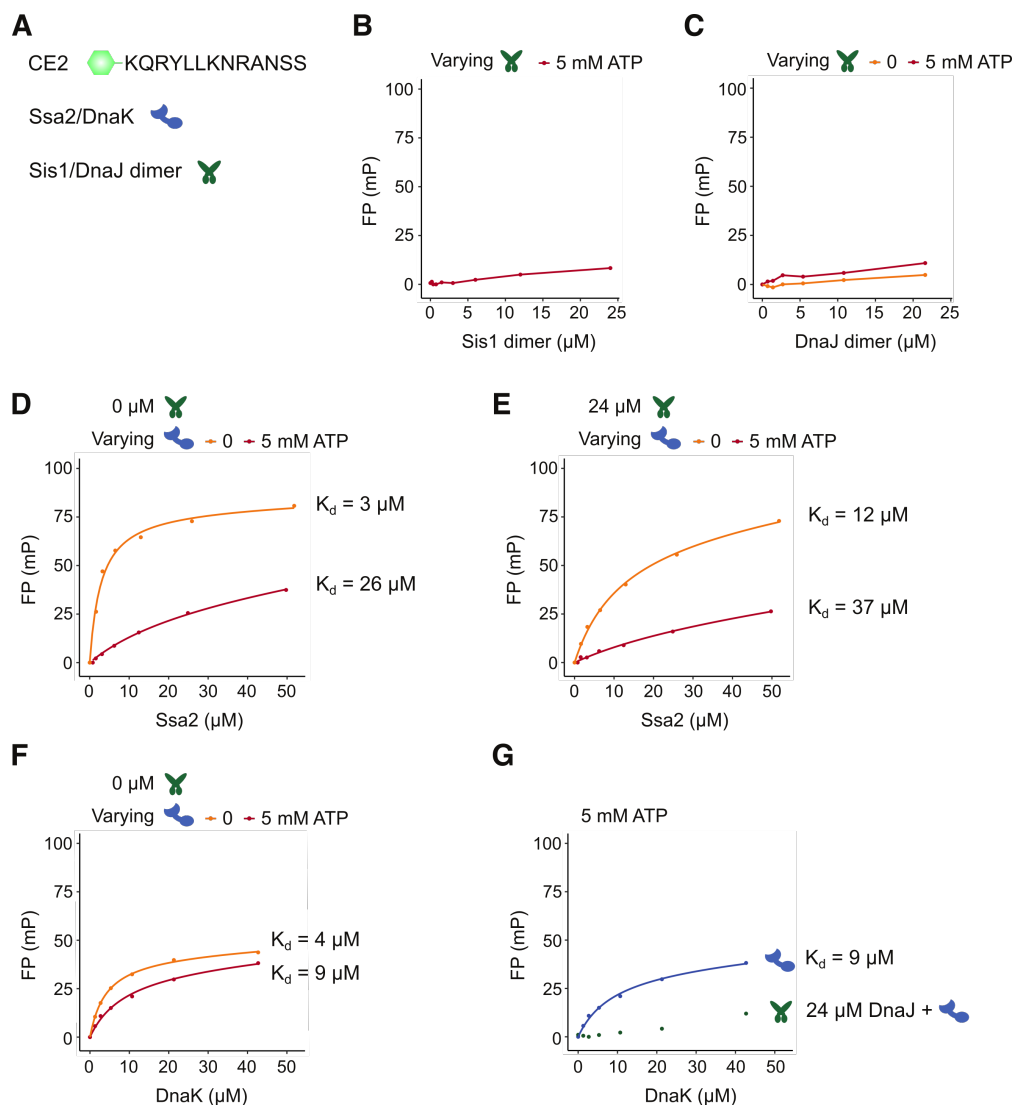 A
CE2 KQRYLLKNRANSS
Ssa2/DnaK
Sis1/DnaJ dimer
B
Varying 5 mM ATP
100
75
50
25
0
FP (mP)
0 5 10 15 20 25
Sis1 dimer (µM)
C
Varying 0 5 mM ATP
100
75
50
25
0
FP (mP)
0 5 10 15 20 25
DnaJ dimer (µM)
D
0 µM
Varying 0 5 mM ATP
100
75
50
25
0
FP (mP)
Kd = 3 µM
Kd = 26 µM
0 10 20 30 40 50
Ssa2 (µM)
E
24 µM
Varying 0 5 mM ATP
100
75
50
25
0
FP (mP)
Kd = 12 µM
Kd = 37 µM
0 10 20 30 40 50
Ssa2 (µM)
F
0 µM
Varying 0 5 mM ATP
100
75
50
25
0
FP (mP)
Kd = 4 µM
Kd = 9 µM
0 10 20 30 40 50
DnaK (µM)
G
5 mM ATP
100
75
50
25
0
FP (mP)
Kd = 9 µM
24 µM DnaJ +
0 10 20 30 40 50
DnaK (µM)